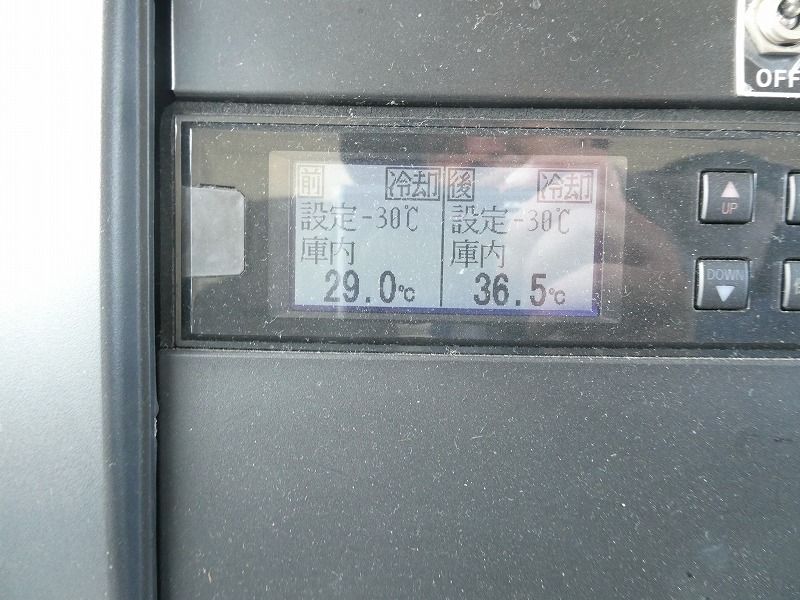 OFF
前 冷却 後 冷却
設定-30℃ 設定-30℃
庫内 庫内
29.0℃ 36.5℃
UP
DOWN